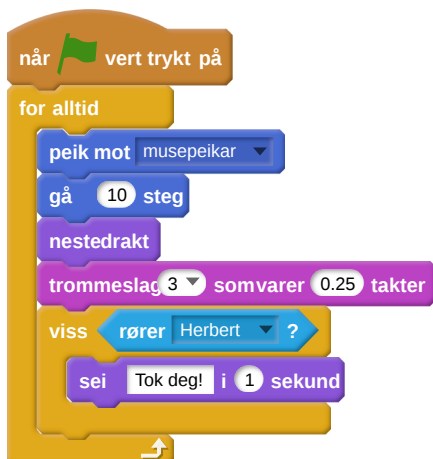 når vert trykt på
for alltid
peik mot musepeikar
gå 10 steg
nestedrakt
trommeslag 3 somvarer 0.25 takter
viss rører Herbert ?
sei Tok deg! i 1 sekund